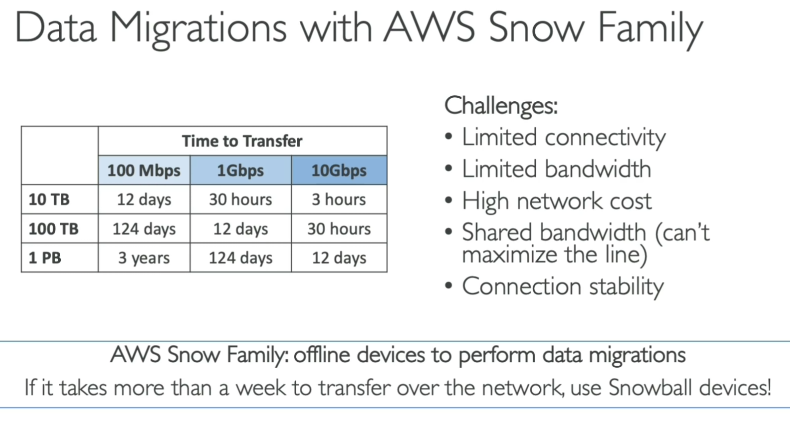 Data Migrations with AWS Snow Family
Time to Transfer
100 Mbps 1Gbps 10Gbps
10 TB 12 days 30 hours 3 hours
100 TB 124 days 12 days 30 hours
1 PB 3 years 124 days 12 days
Challenges:
• Limited connectivity
• Limited bandwidth
• High network cost
• Shared bandwidth (can't
maximize the line)
• Connection stability
AWS Snow Family: offline devices to perform data migrations
If it takes more than a week to transfer over the network, use Snowball devices!